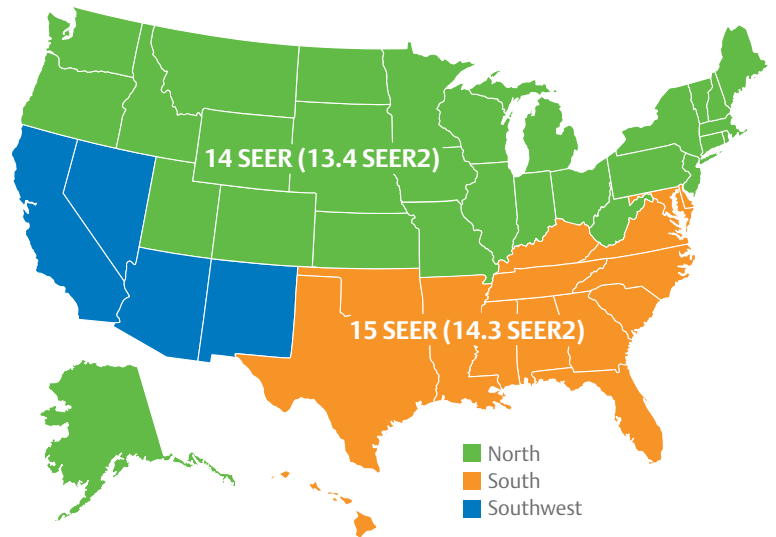 14 SEER (13.4 SEER2)
15 SEER (14.3 SEER2)
North
South
Southwest